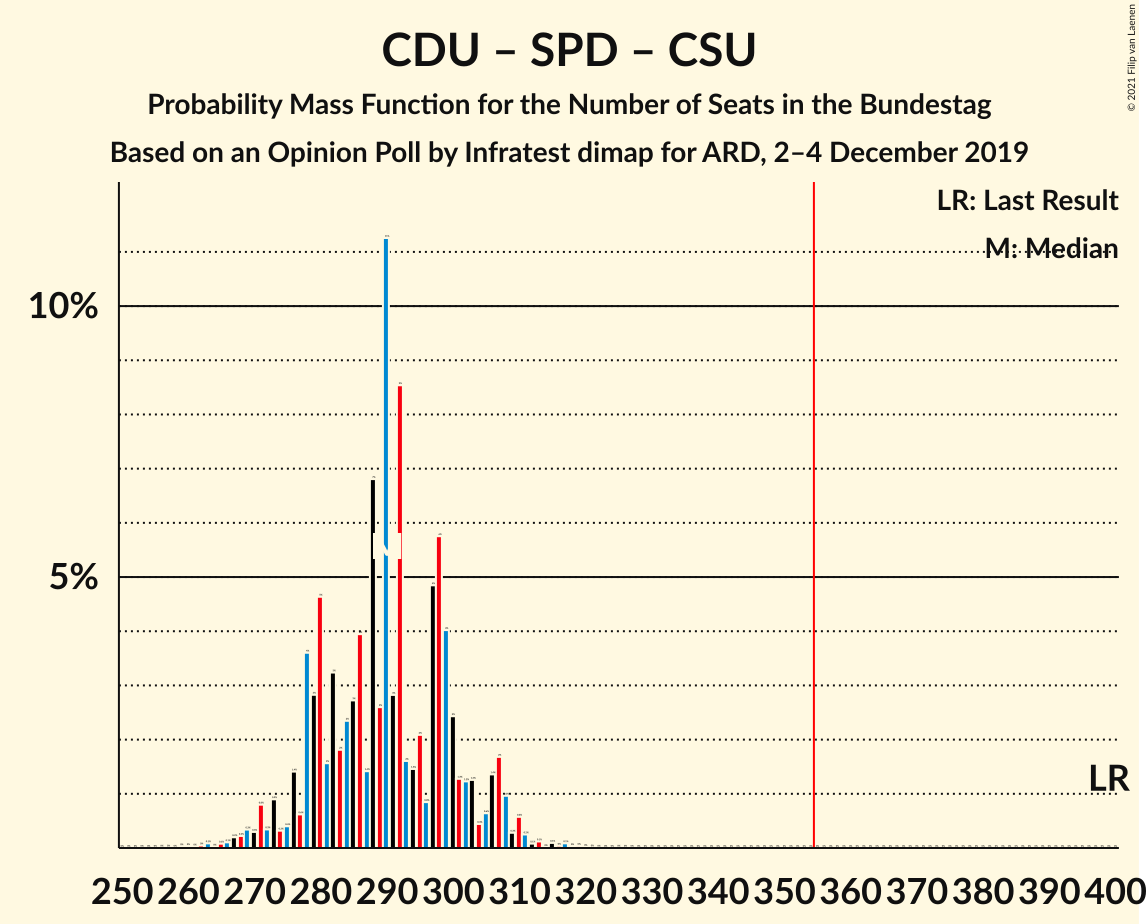 CDU – SPD – CSU
Probability Mass Function for the Number of Seats in the Bundestag
Based on an Opinion Poll by Infratest dimap for ARD, 2–4 December 2019
© 2021 Filip van Laenen
LR: Last Result
M: Median
10%
5%
LR
250 260 270 280 290 300 310 320 330 340 350 360 370 380 390 400